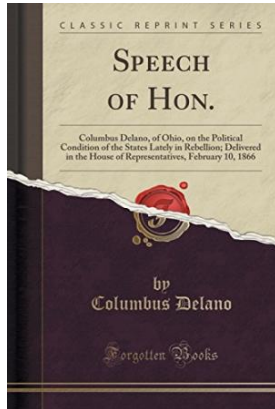 CLASSIC REPRINT SERIES
SPEECH
OF HON.
Columbus Delano, of Ohio, on the Political
Condition of the States Lately in Rebellion; Delivered
in the House of Representatives, February 10, 1866
by
Columbus Delano
Forgotten Books